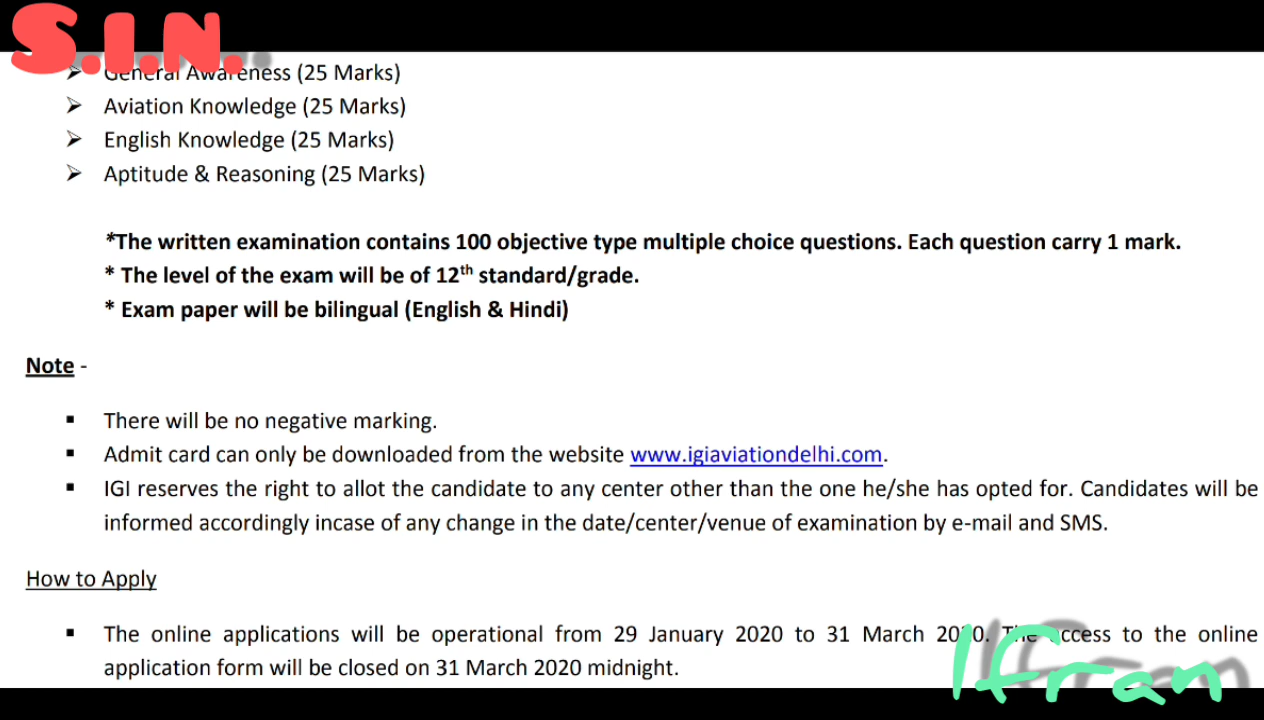 S.I.N.
➢ General Awareness (25 Marks)
➢ Aviation Knowledge (25 Marks)
➢ English Knowledge (25 Marks)
➢ Aptitude & Reasoning (25 Marks)
*The written examination contains 100 objective type multiple choice questions. Each question carry 1 mark.
* The level of the exam will be of 12th standard/grade.
* Exam paper will be bilingual (English & Hindi)
Note -
▪ There will be no negative marking.
▪ Admit card can only be downloaded from the website www.igiaviationdelhi.com.
▪ IGI reserves the right to allot the candidate to any center other than the one he/she has opted for. Candidates will be
informed accordingly incase of any change in the date/center/venue of examination by e-mail and SMS.
How to Apply
▪ The online applications will be operational from 29 January 2020 to 31 March 2020. The access to the online
application form will be closed on 31 March 2020 midnight.
Ifran